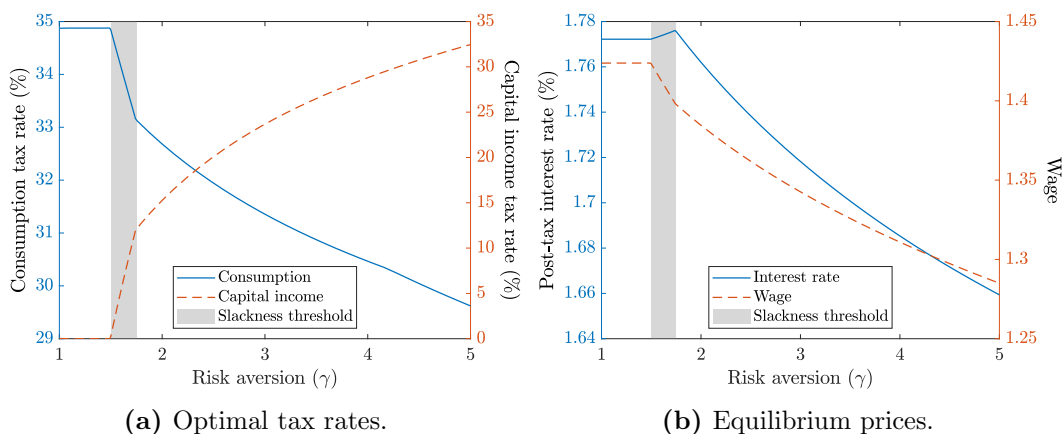 35
34
33
32
31
30
29
Consumption tax rate (%)
35
30
25
20
15
10
5
0
Capital income tax rate (%)
Consumption
Capital income
Slackness threshold
1 2 3 4 5
Risk aversion (γ)
(a) Optimal tax rates.
1.78
1.76
1.74
1.72
1.7
1.68
1.66
1.64
Post-tax interest rate (%)
1.45
1.4
1.35
1.3
1.25
Wage
Interest rate
Wage
Slackness threshold
1 2 3 4 5
Risk aversion (γ)
(b) Equilibrium prices.